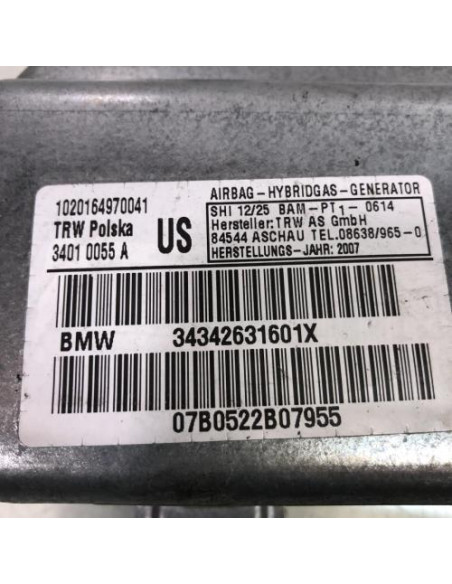 1020164970041
TRW Polska
3401 0055 A
US
AIRBAG-HYBRIDGAS-GENERATOR
SHI 12/25 BAM-PT1-0614
Hersteller:TRW AS GmbH
84544 ASCHAU TEL.08638/965-0
HERSTELLUNGS-JAHR: 2007
BMW 34342631601X
07B0522B07955